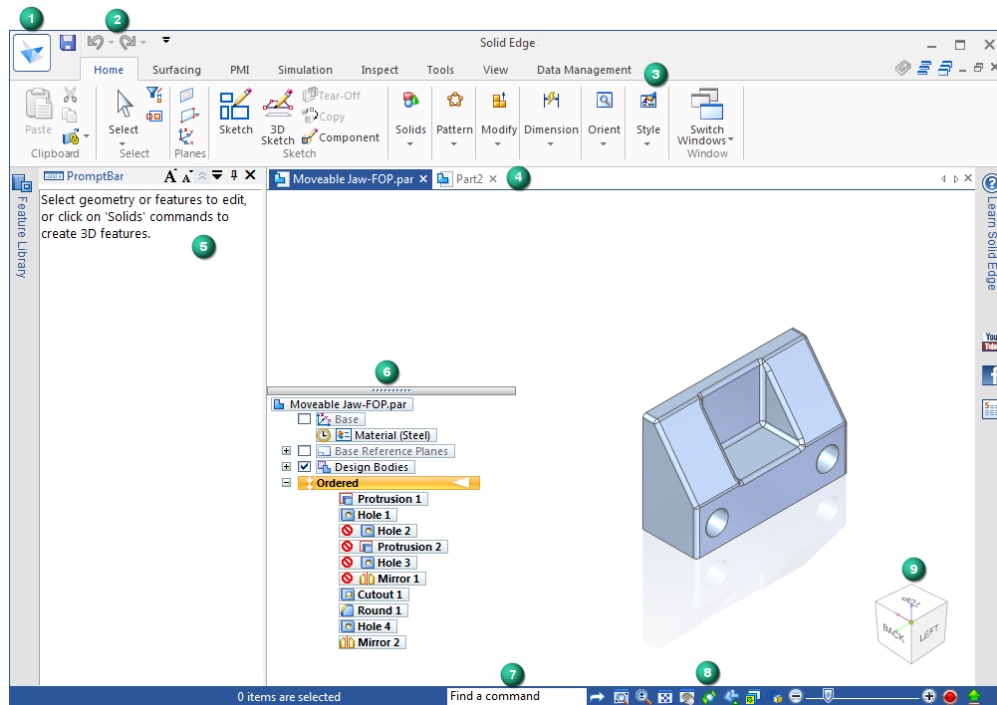 1
2
Solid Edge
Home Surfacing PMI Simulation Inspect Tools View Data Management
3
Paste
Clipboard
Select
Select
Planes
Sketch
3D Sketch
Tear-Off
Copy
Component
Sketch
Solids
Pattern
Modify
Dimension
Orient
Style
Switch
Windows
Window
Feature Library
PromptBar
A A
Select geometry or features to edit,
or click on 'Solids' commands to
create 3D features.
5
Moveable Jaw-FOP.par
Part2
4
Learn Solid Edge
You
Tube
f
6
Moveable Jaw-FOP.par
Base
Material (Steel)
Base Reference Planes
Design Bodies
Ordered
Protrusion 1
Hole 1
Hole 2
Protrusion 2
Hole 3
Mirror 1
Cutout 1
Round 1
Hole 4
Mirror 2
9
TOP
BACK
LEFT
7
8
0 items are selected
Find a command